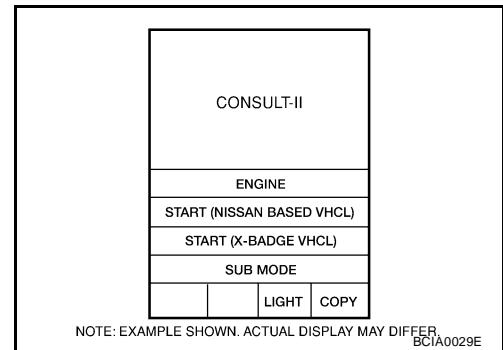 CONSULT-II
ENGINE
START (NISSAN BASED VHCL)
START (X-BADGE VHCL)
SUB MODE
LIGHT COPY
NOTE: EXAMPLE SHOWN. ACTUAL DISPLAY MAY DIFFER.
BCIA0029E